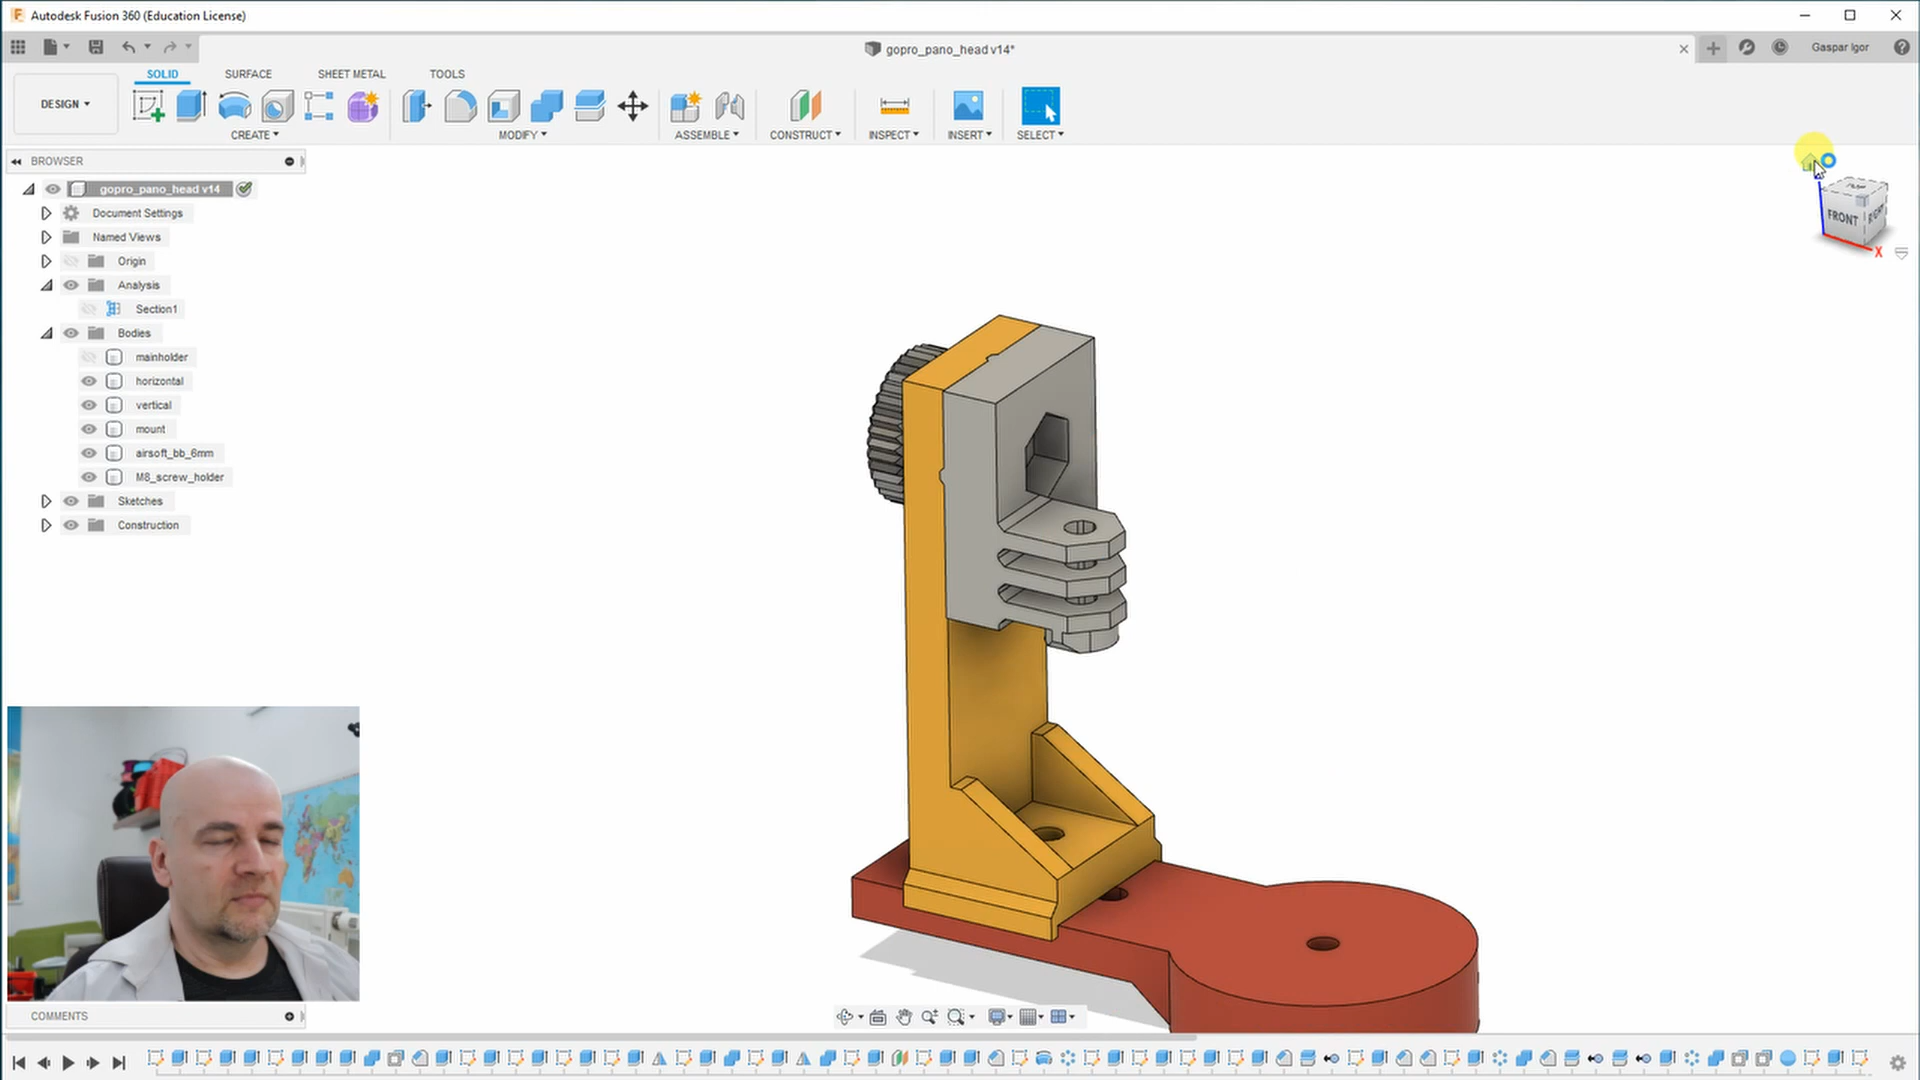 Autodesk Fusion 360 (Education License)
gopro_pano_head v14*
Gaspar Igor
SOLID
SURFACE
SHEET METAL
TOOLS
DESIGN
CREATE
MODIFY
ASSEMBLE
CONSTRUCT
INSPECT
INSERT
SELECT
BROWSER
gopro_pano_head v14
Document Settings
Named Views
Origin
Analysis
Section1
Bodies
mainholder
horizontal
vertical
mount
airsoft_bb_6mm
M8_screw_holder
Sketches
Construction
TOP
FRONT
RIGHT
X
COMMENTS